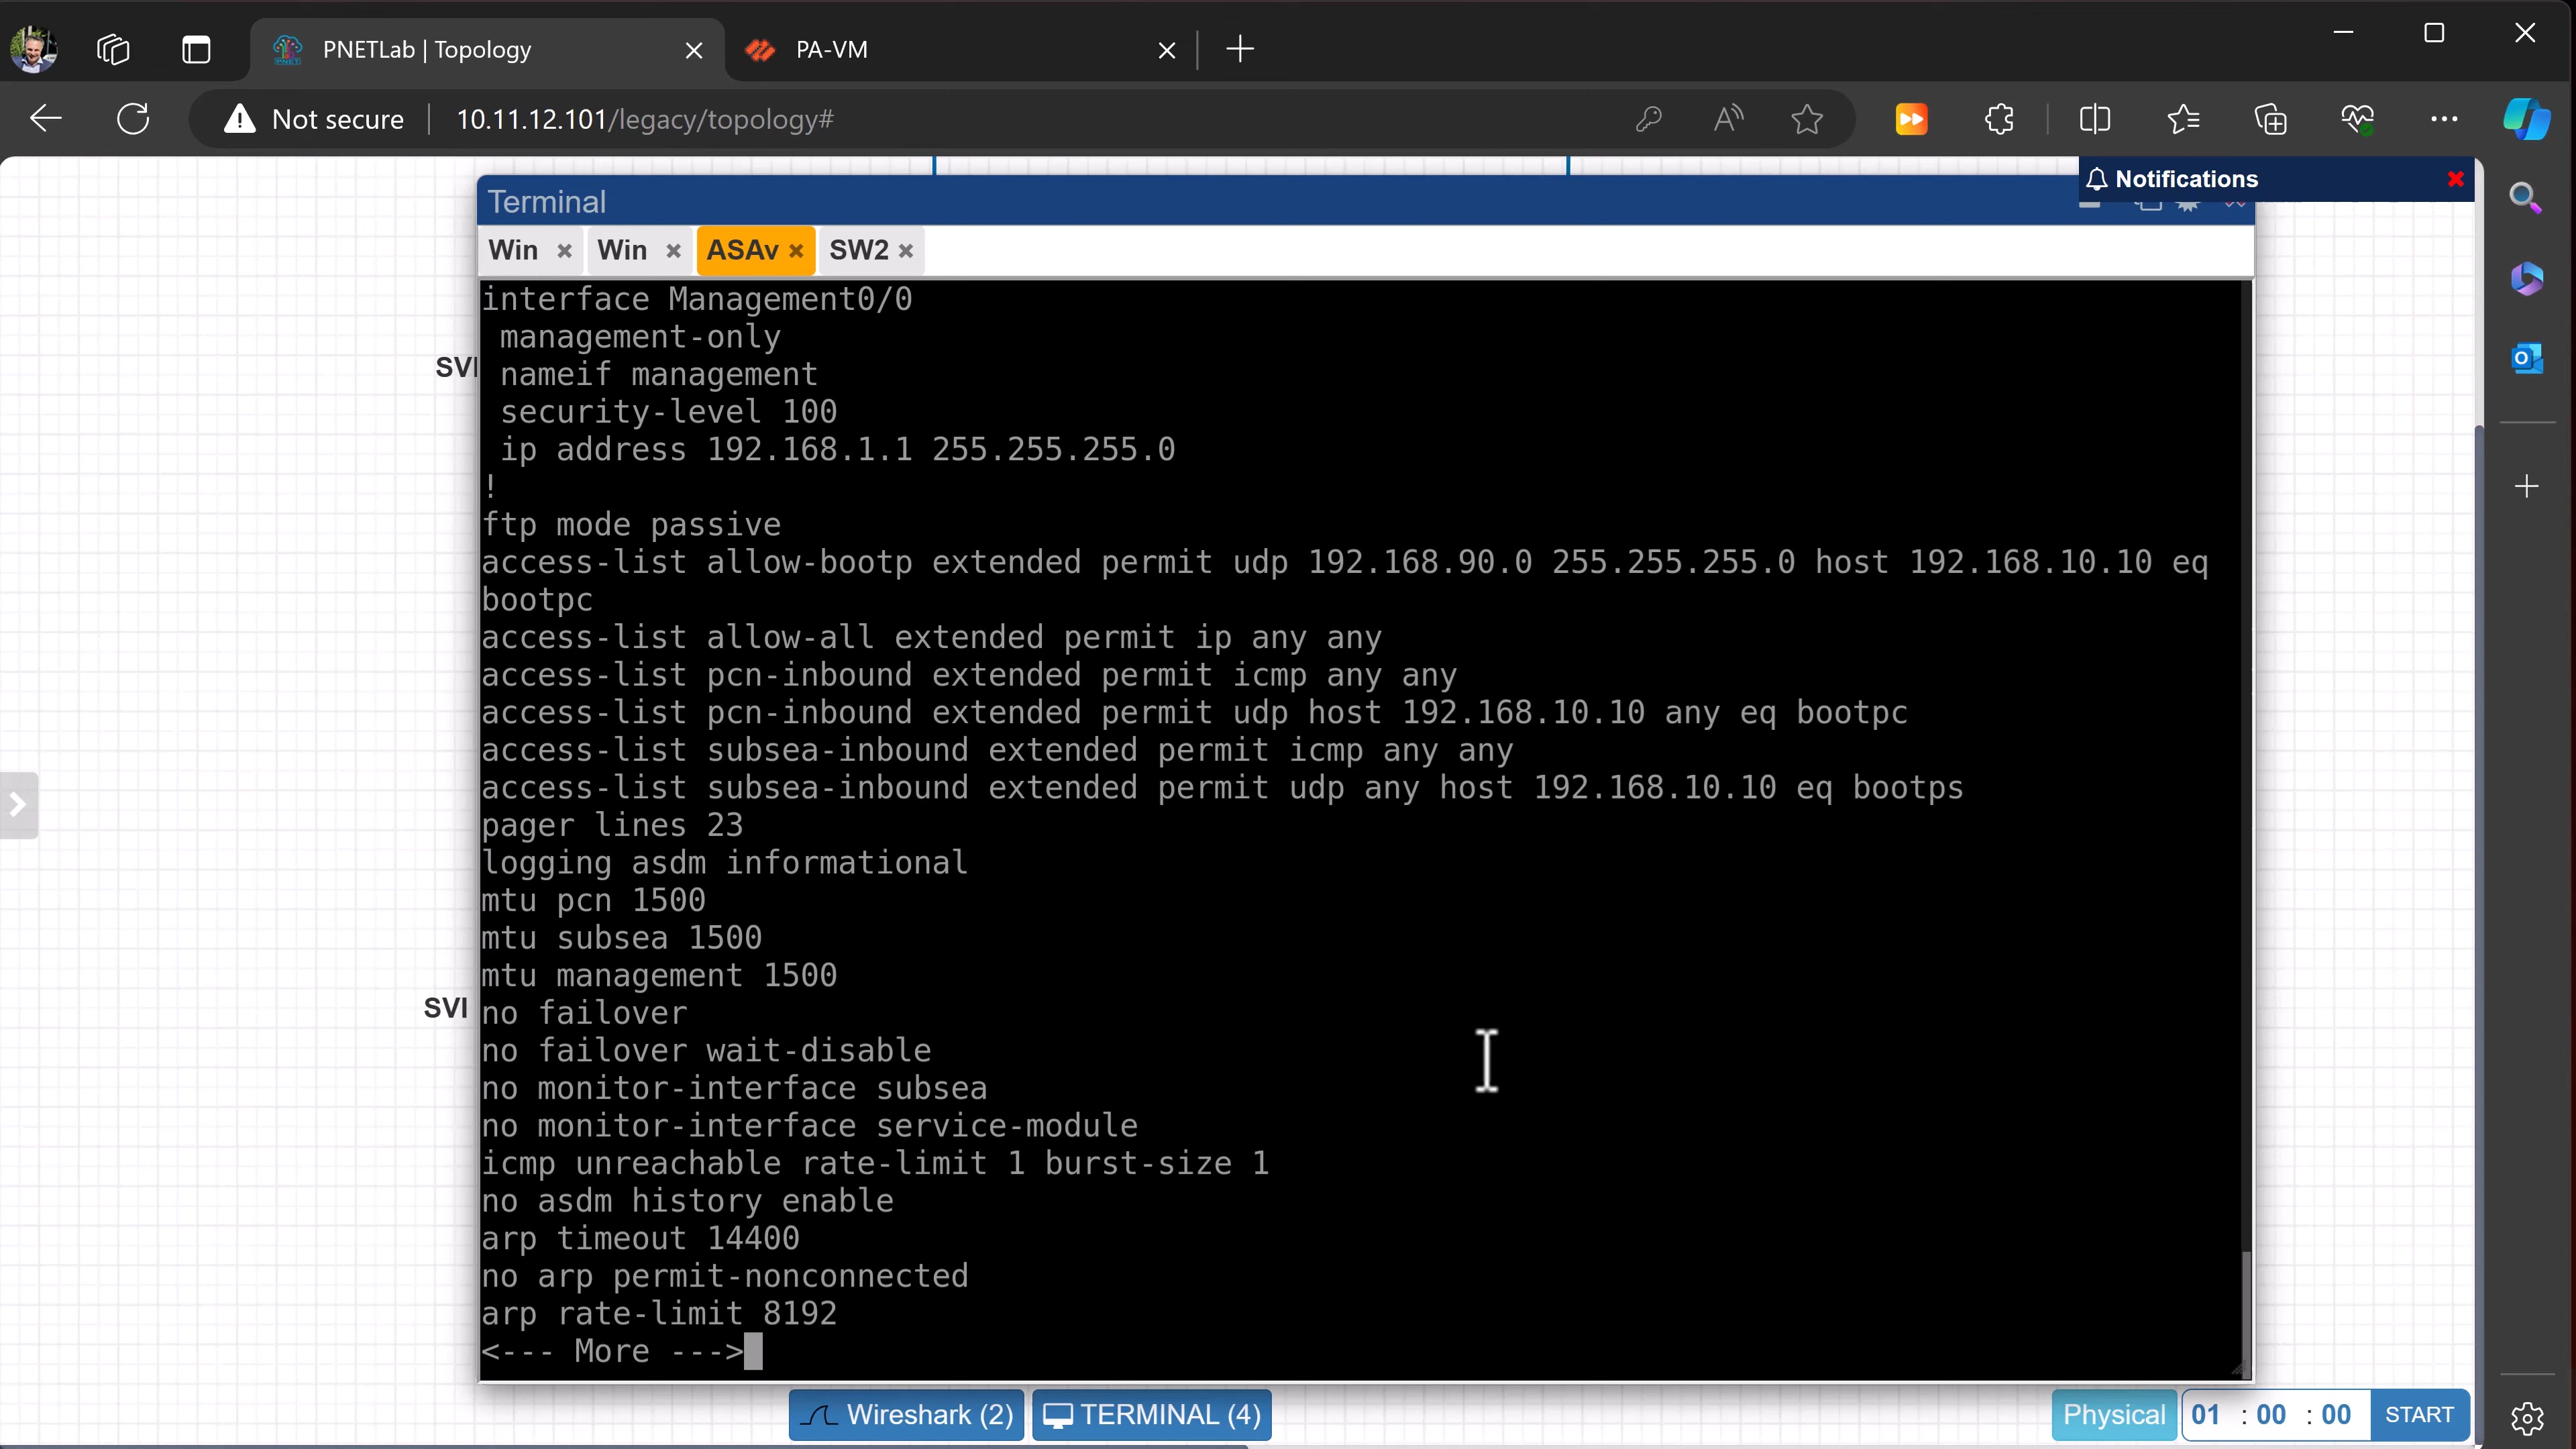 PNETLab | Topology
PA-VM
Not secure
10.11.12.101/legacy/topology#
Notifications
Terminal
Win
Win
ASAv
SW2
interface Management0/0
management-only
nameif management
security-level 100
ip address 192.168.1.1 255.255.255.0
!
ftp mode passive
access-list allow-bootp extended permit udp 192.168.90.0 255.255.255.0 host 192.168.10.10 eq
bootpc
access-list allow-all extended permit ip any any
access-list pcn-inbound extended permit icmp any any
access-list pcn-inbound extended permit udp host 192.168.10.10 any eq bootpc
access-list subsea-inbound extended permit icmp any any
access-list subsea-inbound extended permit udp any host 192.168.10.10 eq bootps
pager lines 23
logging asdm informational
mtu pcn 1500
mtu subsea 1500
mtu management 1500
no failover
no failover wait-disable
no monitor-interface subsea
no monitor-interface service-module
icmp unreachable rate-limit 1 burst-size 1
no asdm history enable
arp timeout 14400
no arp permit-nonconnected
arp rate-limit 8192
<--- More --->
SVI
SVI
Wireshark (2)
TERMINAL (4)
Physical
01 : 00 : 00
START